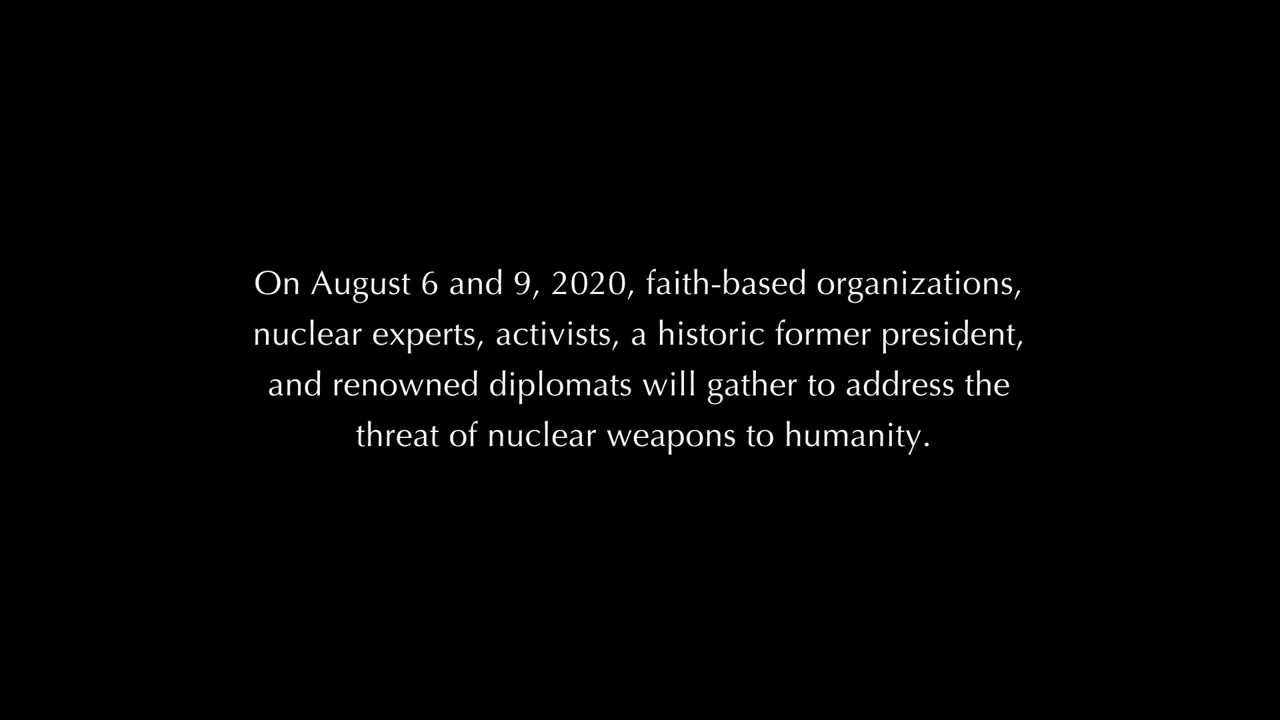 On August 6 and 9, 2020, faith-based organizations,
nuclear experts, activists, a historic former president,
and renowned diplomats will gather to address the
threat of nuclear weapons to humanity.